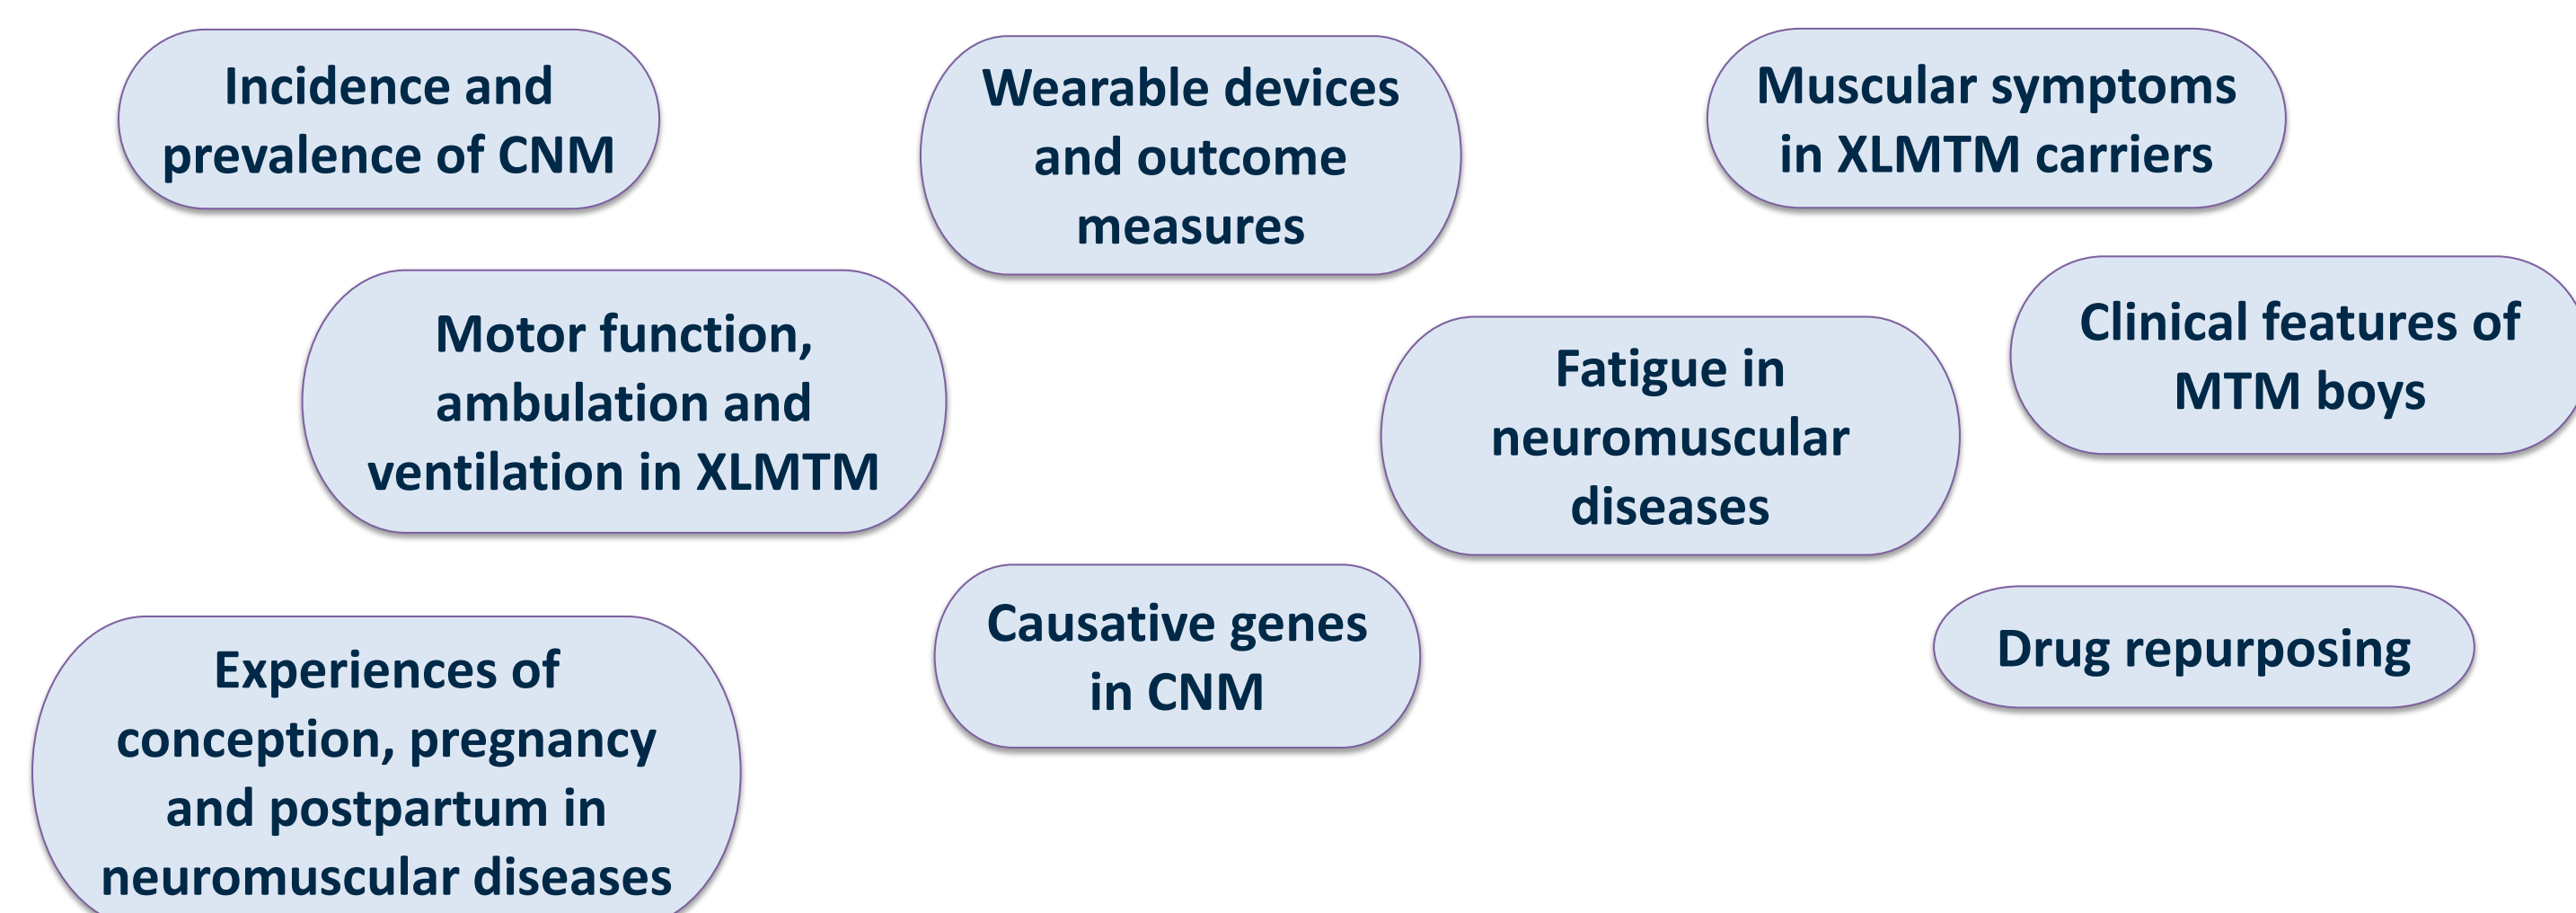 Incidence and
prevalence of CNM
Wearable devices
and outcome
measures
Muscular symptoms
in XLMTM carriers
Motor function,
ambulation and
ventilation in XLMTM
Fatigue in
neuromuscular
diseases
Clinical features of
MTM boys
Experiences of
conception, pregnancy
and postpartum in
neuromuscular diseases
Causative genes
in CNM
Drug repurposing